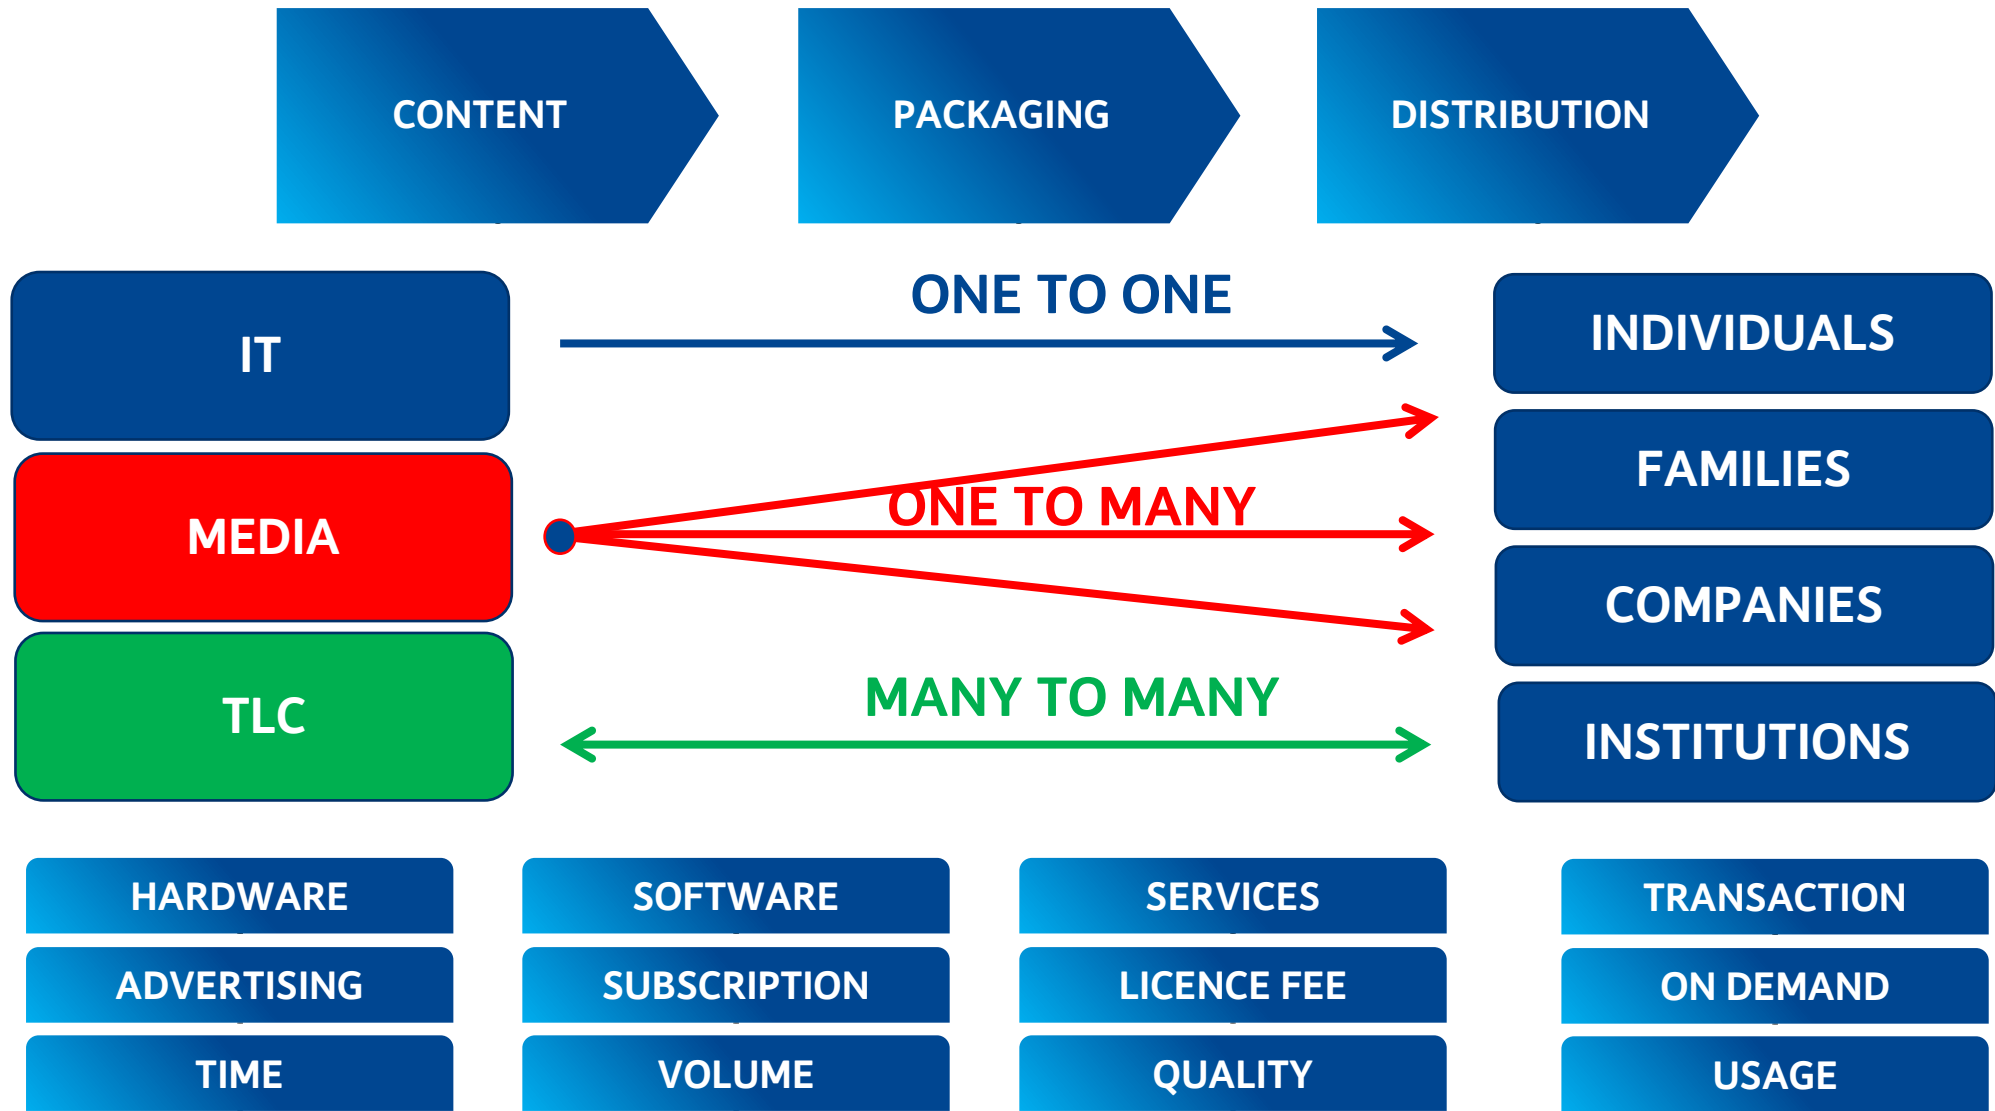 CONTENT
PACKAGING
DISTRIBUTION
IT
MEDIA
TLC
ONE TO ONE
ONE TO MANY
MANY TO MANY
INDIVIDUALS
FAMILIES
COMPANIES
INSTITUTIONS
HARDWARE
SOFTWARE
SERVICES
TRANSACTION
ADVERTISING
SUBSCRIPTION
LICENCE FEE
ON DEMAND
TIME
VOLUME
QUALITY
USAGE